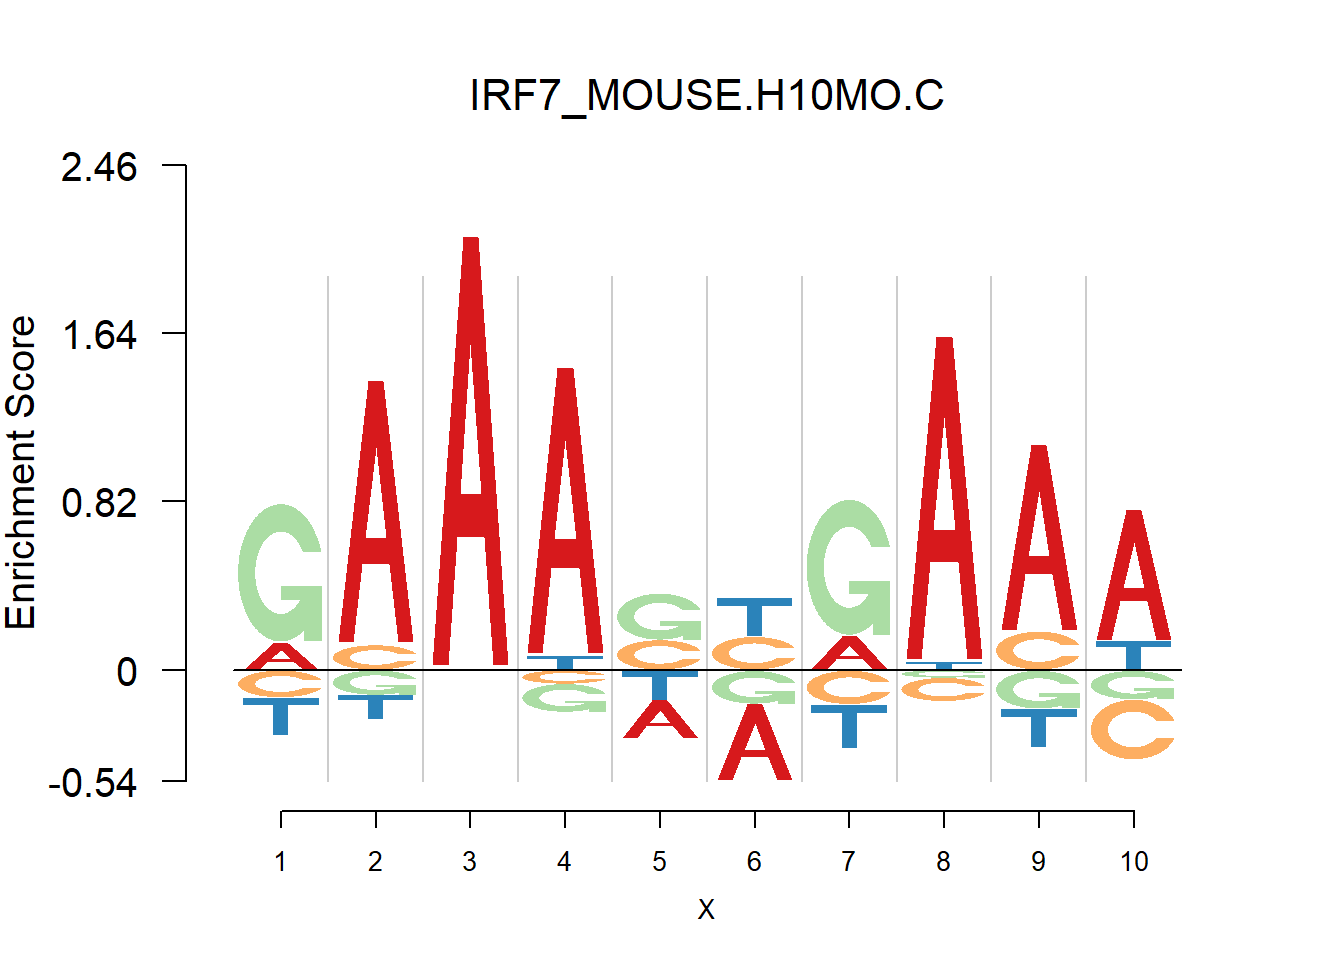 IRF7_MOUSE.H10MO.C
Enrichment Score
2.46
1.64
0.82
0
-0.54
G A C T
A C G T
A
A T C G
G C T A
T C G A
G A C T
A T G C
A C G T
A T G C
1 2 3 4 5 6 7 8 9 10
X